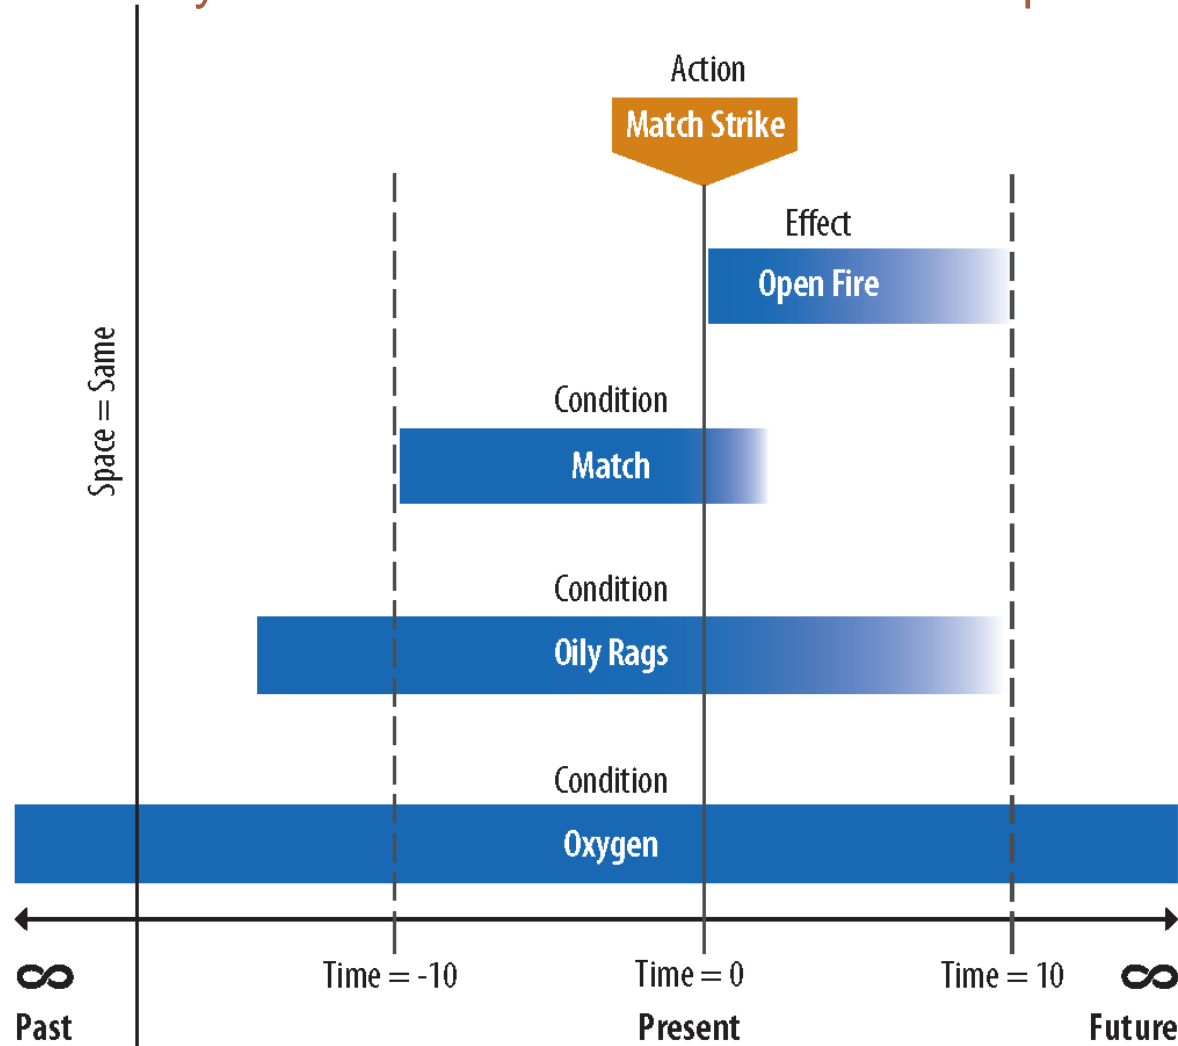 Action
Match Strike
Effect
Open Fire
Space = Same
Condition
Match
Condition
Oily Rags
Condition
Oxygen
Time = -10
Time = 0
Time = 10
∞
∞
Past
Present
Future